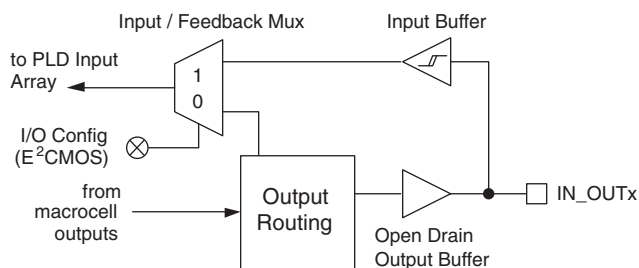 Input / Feedback Mux
Input Buffer
to PLD Input
Array
1
0
I/O Config
(E²CMOS)
from
macrocell
outputs
Output
Routing
IN_OUTx
Open Drain
Output Buffer